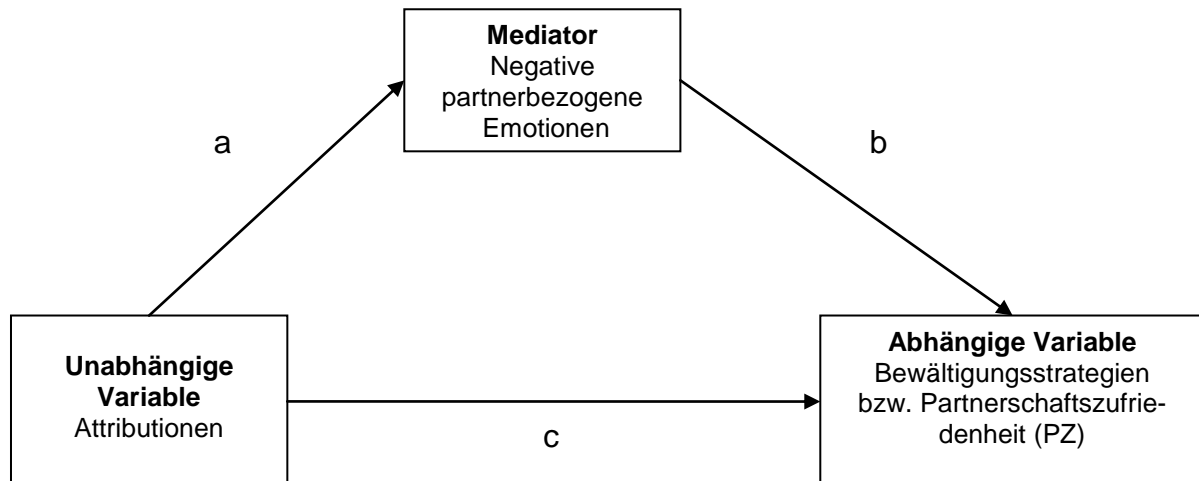 Mediator
Negative
partnerbezogene
Emotionen
a
b
Unabhängige
Variable
Attributionen
Abhängige Variable
Bewältigungsstrategien
bzw. Partnerschaftszufrie-
denheit (PZ)
c